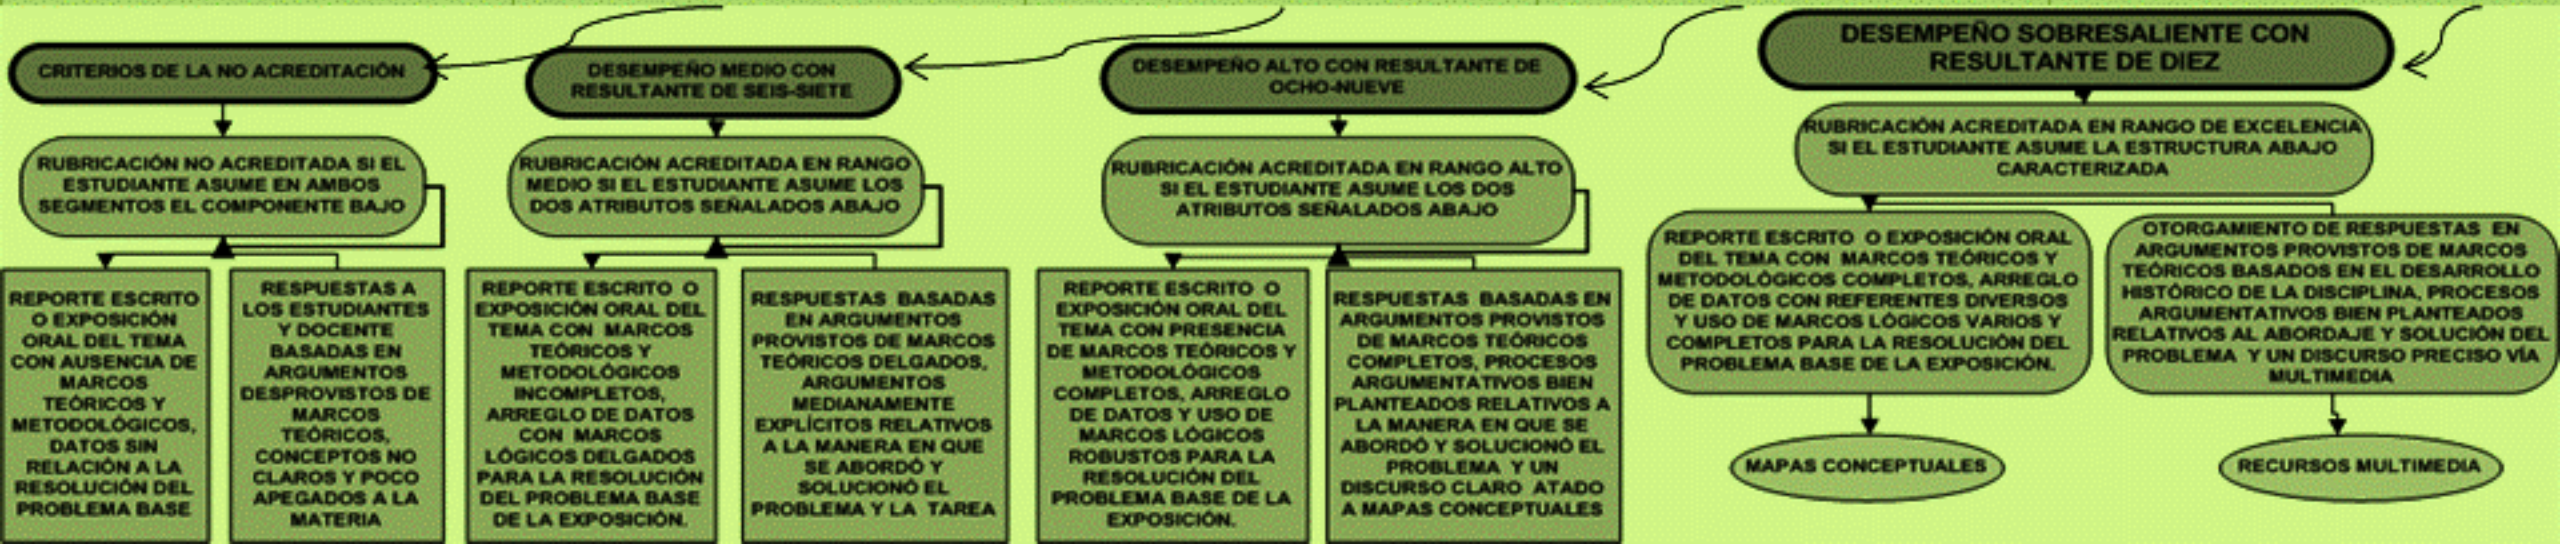 CRITERIOS DE LA NO ACREDITACIÓN
RUBRICACIÓN NO ACREDITADA SI EL
ESTUDIANTE ASUME EN AMBOS
SEGMENTOS EL COMPONENTE BAJO
REPORTE ESCRITO
O EXPOSICIÓN
ORAL DEL TEMA
CON AUSENCIA DE
MARCOS
TEÓRICOS Y
METODOLÓGICOS,
DATOS SIN
RELACIÓN A LA
RESOLUCIÓN DEL
PROBLEMA BASE
RESPUESTAS A
LOS ESTUDIANTES
Y DOCENTE
BASADAS EN
ARGUMENTOS
DESPROVISTOS DE
MARCOS
TEÓRICOS,
CONCEPTOS NO
CLAROS Y POCO
APEGADOS A LA
MATERIA
DESEMPEÑO MEDIO CON
RESULTANTE DE SEIS-SIETE
RUBRICACIÓN ACREDITADA EN RANGO
MEDIO SI EL ESTUDIANTE ASUME LOS
DOS ATRIBUTOS SEÑALADOS ABAJO
REPORTE ESCRITO O
EXPOSICIÓN ORAL DEL
TEMA CON MARCOS
TEÓRICOS Y
METODOLÓGICOS
INCOMPLETOS,
ARREGLO DE DATOS
CON MARCOS
LÓGICOS DELGADOS
PARA LA RESOLUCIÓN
DEL PROBLEMA BASE
DE LA EXPOSICIÓN.
RESPUESTAS BASADAS
EN ARGUMENTOS
PROVISTOS DE MARCOS
TEÓRICOS DELGADOS,
ARGUMENTOS
MEDIANAMENTE
EXPLÍCITOS RELATIVOS
A LA MANERA EN QUE
SE ABORDÓ Y
SOLUCIONÓ EL
PROBLEMA Y LA TAREA
DESEMPEÑO ALTO CON RESULTANTE DE
OCHO-NUEVE
RUBRICACIÓN ACREDITADA EN RANGO ALTO
SI EL ESTUDIANTE ASUME LOS DOS
ATRIBUTOS SEÑALADOS ABAJO
REPORTE ESCRITO O
EXPOSICIÓN ORAL DEL
TEMA CON PRESENCIA
DE MARCOS TEÓRICOS Y
METODOLÓGICOS
COMPLETOS, ARREGLO
DE DATOS Y USO DE
MARCOS LÓGICOS
ROBUSTOS PARA LA
RESOLUCIÓN DEL
PROBLEMA BASE DE LA
EXPOSICIÓN.
RESPUESTAS BASADAS EN
ARGUMENTOS PROVISTOS
DE MARCOS TEÓRICOS
COMPLETOS, PROCESOS
ARGUMENTATIVOS BIEN
PLANTEADOS RELATIVOS A
LA MANERA EN QUE SE
ABORDÓ Y SOLUCIONÓ EL
PROBLEMA Y UN
DISCURSO CLARO ATADO
A MAPAS CONCEPTUALES
DESEMPEÑO SOBRESALIENTE CON
RESULTANTE DE DIEZ
RUBRICACIÓN ACREDITADA EN RANGO DE EXCELENCIA
SI EL ESTUDIANTE ASUME LA ESTRUCTURA ABAJO
CARACTERIZADA
REPORTE ESCRITO O EXPOSICIÓN ORAL
DEL TEMA CON MARCOS TEÓRICOS Y
METODOLÓGICOS COMPLETOS, ARREGLO
DE DATOS CON REFERENTES DIVERSOS
Y USO DE MARCOS LÓGICOS VARIOS Y
COMPLETOS PARA LA RESOLUCIÓN DEL
PROBLEMA BASE DE LA EXPOSICIÓN.
MAPAS CONCEPTUALES
OTORGAMIENTO DE RESPUESTAS EN
ARGUMENTOS PROVISTOS DE MARCOS
TEÓRICOS BASADOS EN EL DESARROLLO
HISTÓRICO DE LA DISCIPLINA, PROCESOS
ARGUMENTATIVOS BIEN PLANTEADOS
RELATIVOS AL ABORDAJE Y SOLUCIÓN DEL
PROBLEMA Y UN DISCURSO PRECISO VÍA
MULTIMEDIA
RECURSOS MULTIMEDIA